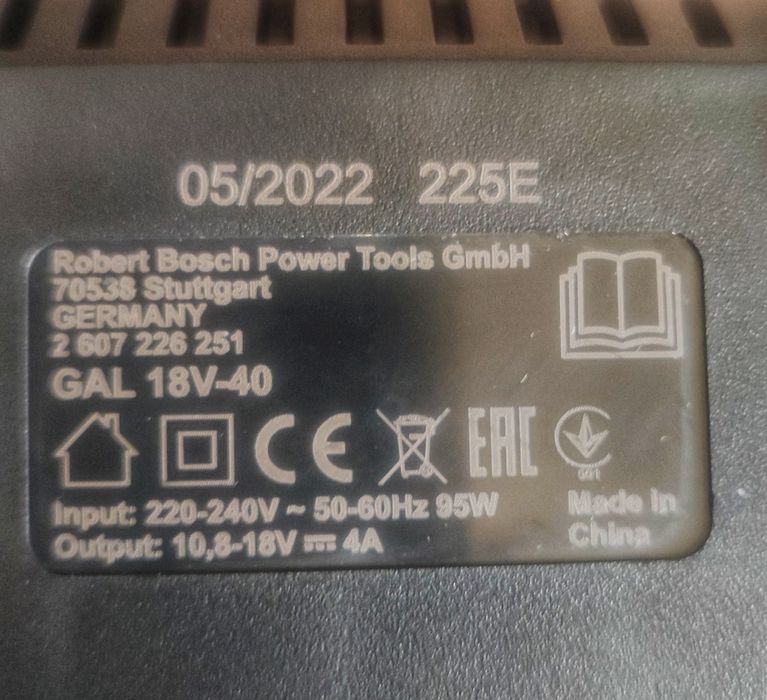 05/2022 225E
Robert Bosch Power Tools GmbH
70538 Stuttgart
GERMANY
2 607 226 251
GAL 18V-40
CE EAC
Input: 220-240V ~ 50-60Hz 95W
Output: 10,8-18V ⎓ 4A
Made in
China